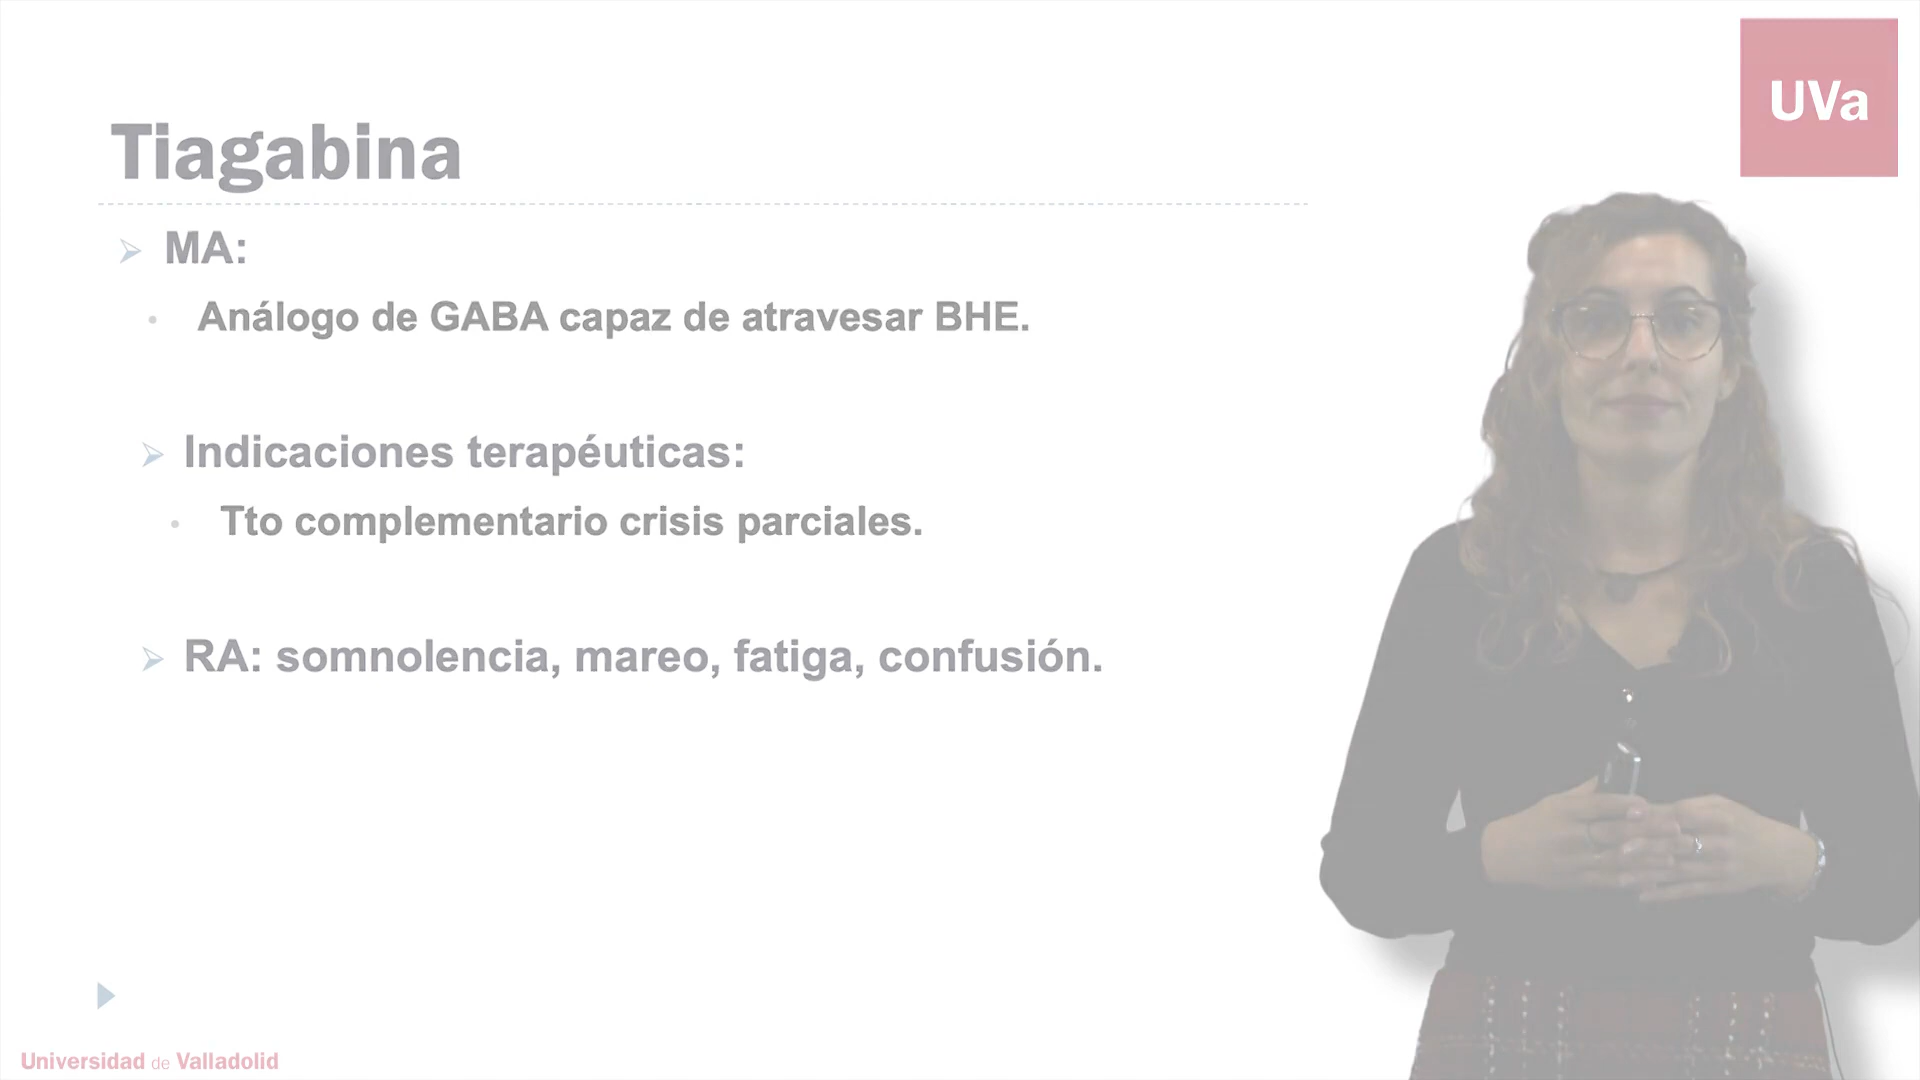 UVa
Tiagabina
MA:
Análogo de GABA capaz de atravesar BHE.
Indicaciones terapéuticas:
Tto complementario crisis parciales.
RA: somnolencia, mareo, fatiga, confusión.
Universidad de Valladolid